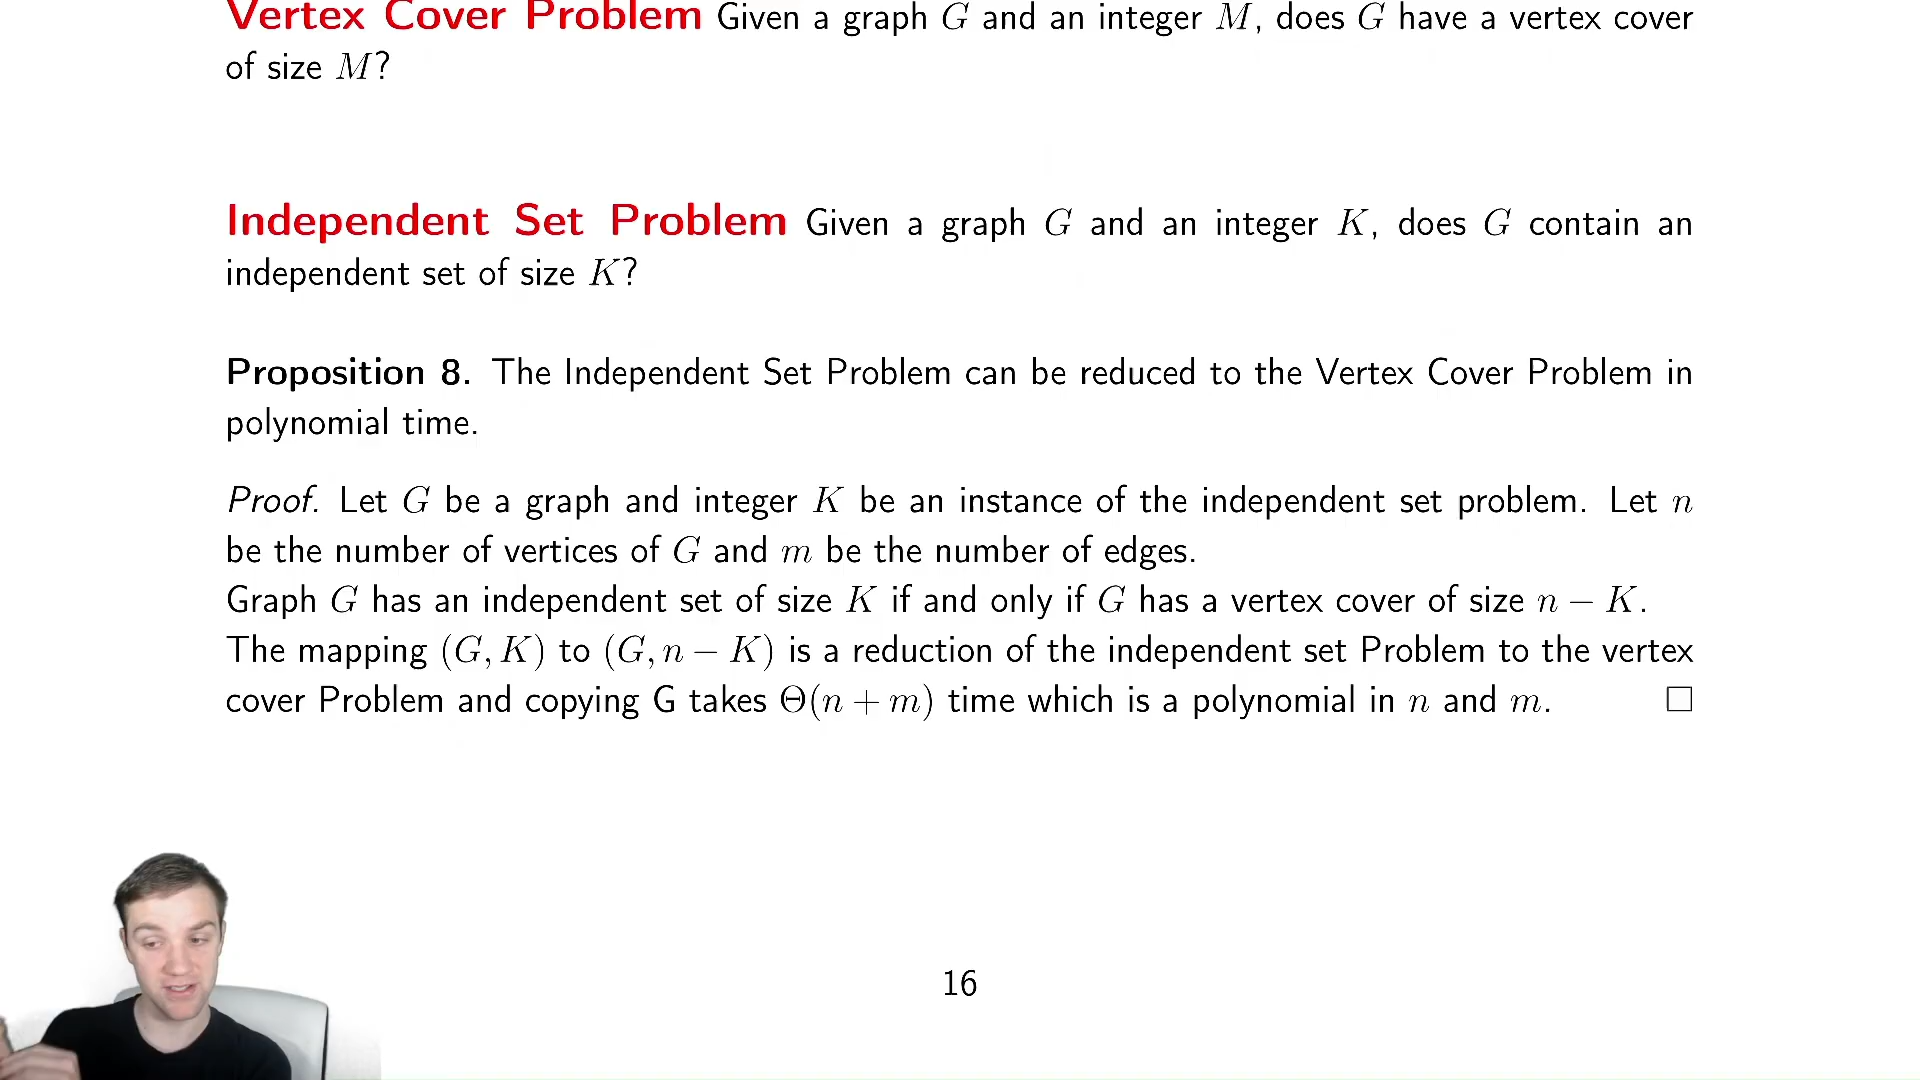 Vertex Cover Problem Given a graph G and an integer M, does G have a vertex cover
of size M?
Independent Set Problem Given a graph G and an integer K, does G contain an
independent set of size K?
Proposition 8. The Independent Set Problem can be reduced to the Vertex Cover Problem in
polynomial time.
Proof. Let G be a graph and integer K be an instance of the independent set problem. Let n
be the number of vertices of G and m be the number of edges.
Graph G has an independent set of size K if and only if G has a vertex cover of size n − K.
The mapping (G, K) to (G, n − K) is a reduction of the independent set Problem to the vertex
cover Problem and copying G takes Θ(n + m) time which is a polynomial in n and m. □
16